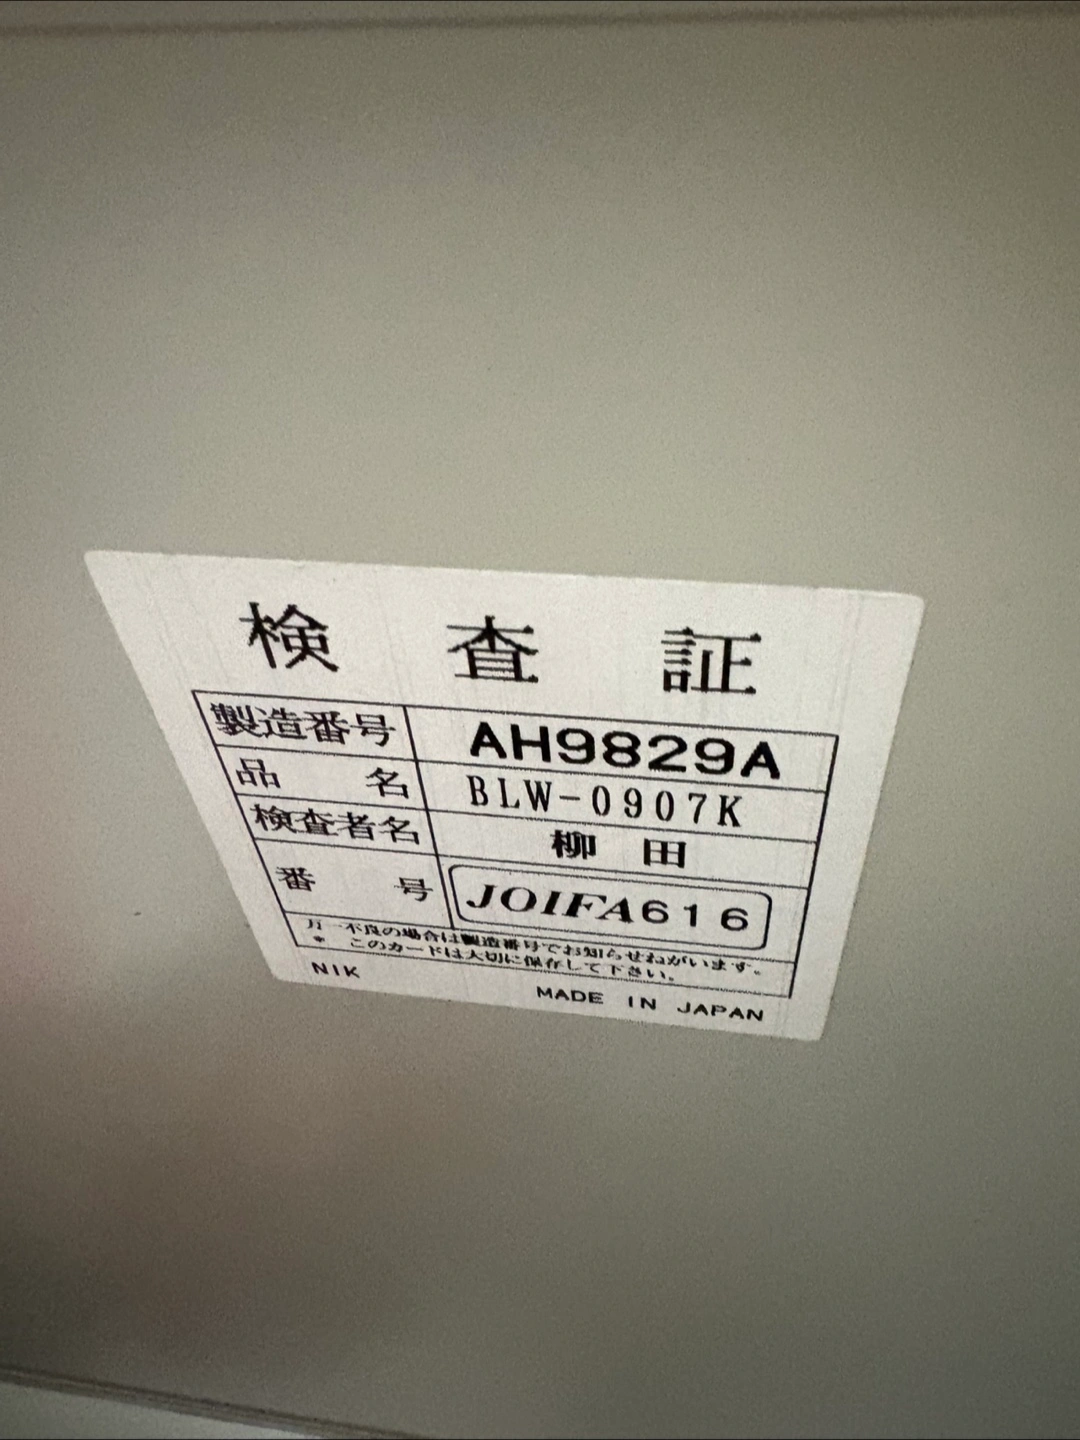 検 査 証
製造番号 AH9829A
品 名 BLW-0907K
検査者名 柳 田
番 号 JOIFA616
万一不良の場合は製造番号でお知らせねがいます。
* このカードは大切に保存して下さい。
NIK MADE IN JAPAN